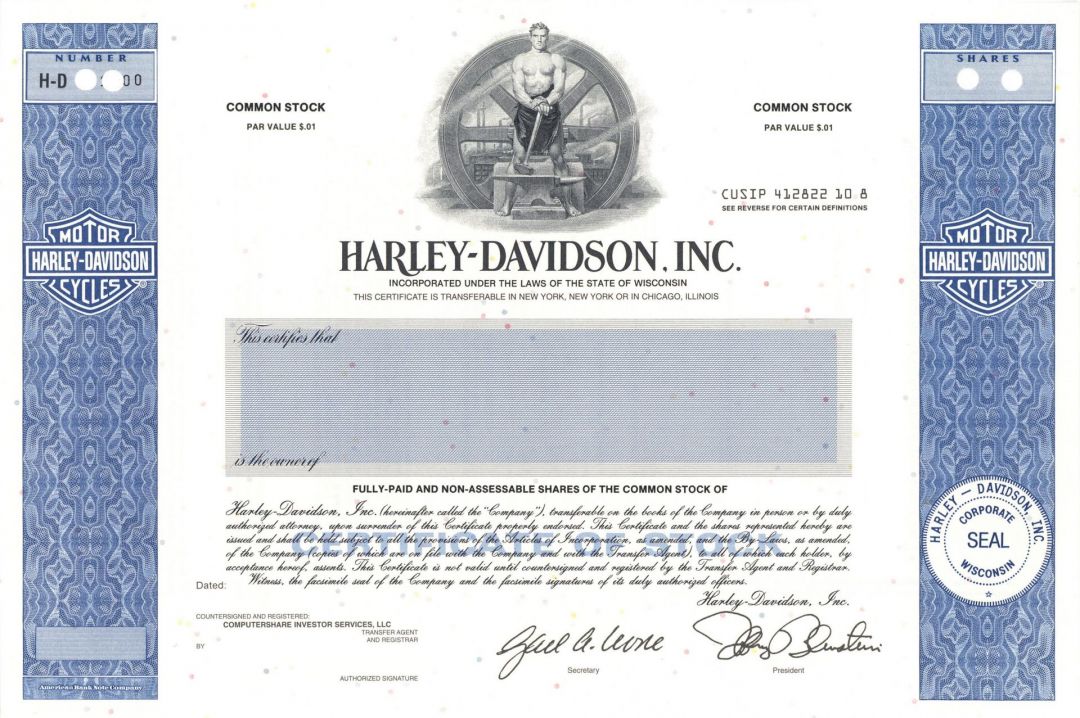 NUMBER
H-D
00
SHARES
COMMON STOCK
PAR VALUE $.01
COMMON STOCK
PAR VALUE $.01
CUSIP 412822 10 8
SEE REVERSE FOR CERTAIN DEFINITIONS
MOTOR
HARLEY-DAVIDSON
CYCLES
®
MOTOR
HARLEY-DAVIDSON
CYCLES
®
HARLEY-DAVIDSON, INC.
INCORPORATED UNDER THE LAWS OF THE STATE OF WISCONSIN
THIS CERTIFICATE IS TRANSFERABLE IN NEW YORK, NEW YORK OR IN CHICAGO, ILLINOIS
This certifies that
is the owner of
FULLY-PAID AND NON-ASSESSABLE SHARES OF THE COMMON STOCK OF
CERTIFICATE OF STOCK
Harley-Davidson, Inc. (hereinafter called the "Company"), transferable on the books of the Company in person or by duly
authorized attorney, upon surrender of this Certificate properly endorsed. This Certificate and the shares represented hereby are
issued and shall be held subject to all the provisions of the Articles of Incorporation, as amended, and the By-Laws, as amended,
of the Company (copies of which are on file with the Company and with the Transfer Agent), to all of which each holder, by
acceptance hereof, assents. This Certificate is not valid until countersigned and registered by the Transfer Agent and Registrar.
Witness, the facsimile seal of the Company and the facsimile signatures of its duly authorized officers.
Dated:
Harley-Davidson, Inc.
COUNTERSIGNED AND REGISTERED:
COMPUTERSHARE INVESTOR SERVICES, LLC
TRANSFER AGENT
AND REGISTRAR
BY
AUTHORIZED SIGNATURE
Gail A. Lione
Secretary
President
HARLEY-DAVIDSON, INC.
CORPORATE
SEAL
WISCONSIN
American Bank Note Company